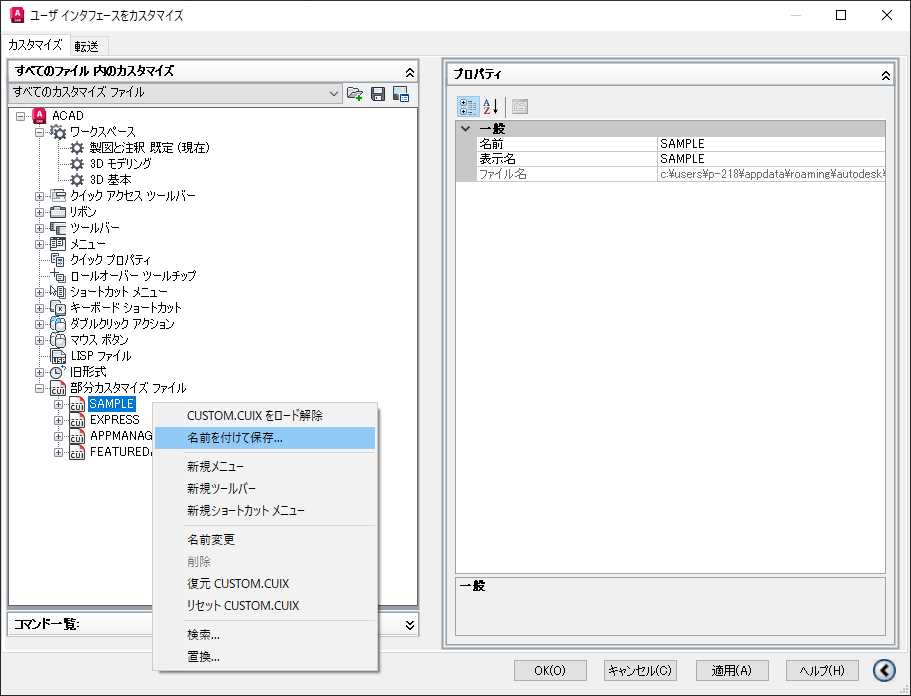 ユーザ インタフェースをカスタマイズ
カスタマイズ
転送
すべてのファイル 内のカスタマイズ
すべてのカスタマイズ ファイル
ACAD
ワークスペース
製図と注釈 既定 (現在)
3D モデリング
3D 基本
クイック アクセス ツールバー
リボン
ツールバー
メニュー
クイック プロパティ
ロールオーバー ツールチップ
ショートカット メニュー
キーボード ショートカット
ダブルクリック アクション
マウス ボタン
LISP ファイル
旧形式
部分カスタマイズ ファイル
SAMPLE
EXPRESS
APPMANAG
FEATURED
CUSTOM.CUIX をロード解除
名前を付けて保存...
新規メニュー
新規ツールバー
新規ショートカット メニュー
名前変更
削除
復元 CUSTOM.CUIX
リセット CUSTOM.CUIX
検索...
置換...
コマンド一覧:
プロパティ
一般
名前 SAMPLE
表示名 SAMPLE
ファイル名 c:¥users¥p-218¥appdata¥roaming¥autodesk¥
一般
OK(O)
キャンセル(C)
適用(A)
ヘルプ(H)